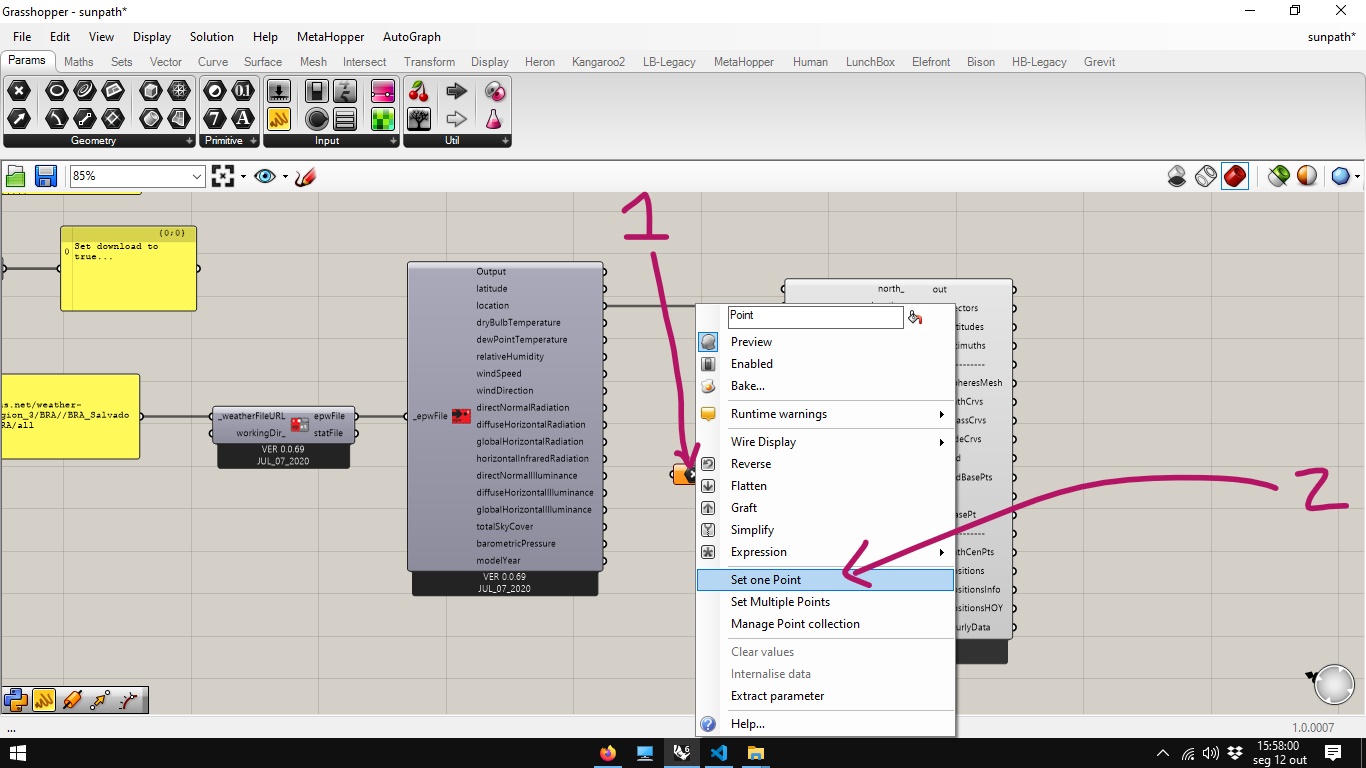 Grasshopper - sunpath*
File Edit View Display Solution Help MetaHopper AutoGraph sunpath*
Params Maths Sets Vector Curve Surface Mesh Intersect Transform Display Heron Kangaroo2 LB-Legacy MetaHopper Human LunchBox Elefront Bison HB-Legacy Grevit
0.1
7 A
Geometry Primitive Input Util
85%
1
{0;0}
0 Set download to
true...
Output
latitude
location
dryBulbTemperature
dewPointTemperature
relativeHumidity
windSpeed
windDirection
directNormalRadiation
diffuseHorizontalRadiation
globalHorizontalRadiation
horizontalInfraredRadiation
directNormalIlluminance
diffuseHorizontalIlluminance
globalHorizontalIlluminance
totalSkyCover
barometricPressure
modelYear
_epwFile
VER 0.0.69
JUL_07_2020
s.net/weather-
gion_3/BRA//BRA_Salvado
RA/all
_weatherFileURL epwFile
workingDir_ statFile
VER 0.0.69
JUL_07_2020
north_ out
ectors
titudes
imuths
--------
heresMesh
thCrvs
assCrvs
deCrvs
d
dBasePts
asePt
--------
thCenPts
sitions
sitionsInfo
sitionsHOY
urlyData
Point
Preview
Enabled
Bake...
Runtime warnings
Wire Display
Reverse
Flatten
Graft
Simplify
Expression
Set one Point
Set Multiple Points
Manage Point collection
Clear values
Internalise data
Extract parameter
Help...
2
...
1.0.0007
15:58:00
seg 12 out